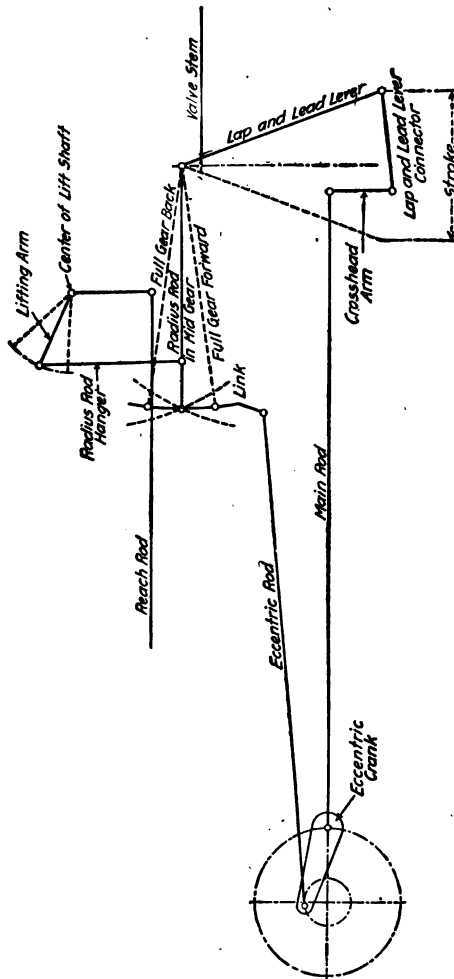 Valve Stem
Lap and Lead Lever
Lap and Lead Lever
Connector
Stroke
Crosshead
Arm
Center of Lift Shaft
Lifting Arm
Full Gear Back
Radius Rod
In Mid Gear
Full Gear Forward
Radius Rod
Hanger
Link
Reach Rod
Main Rod
Eccentric Rod
Eccentric
Crank